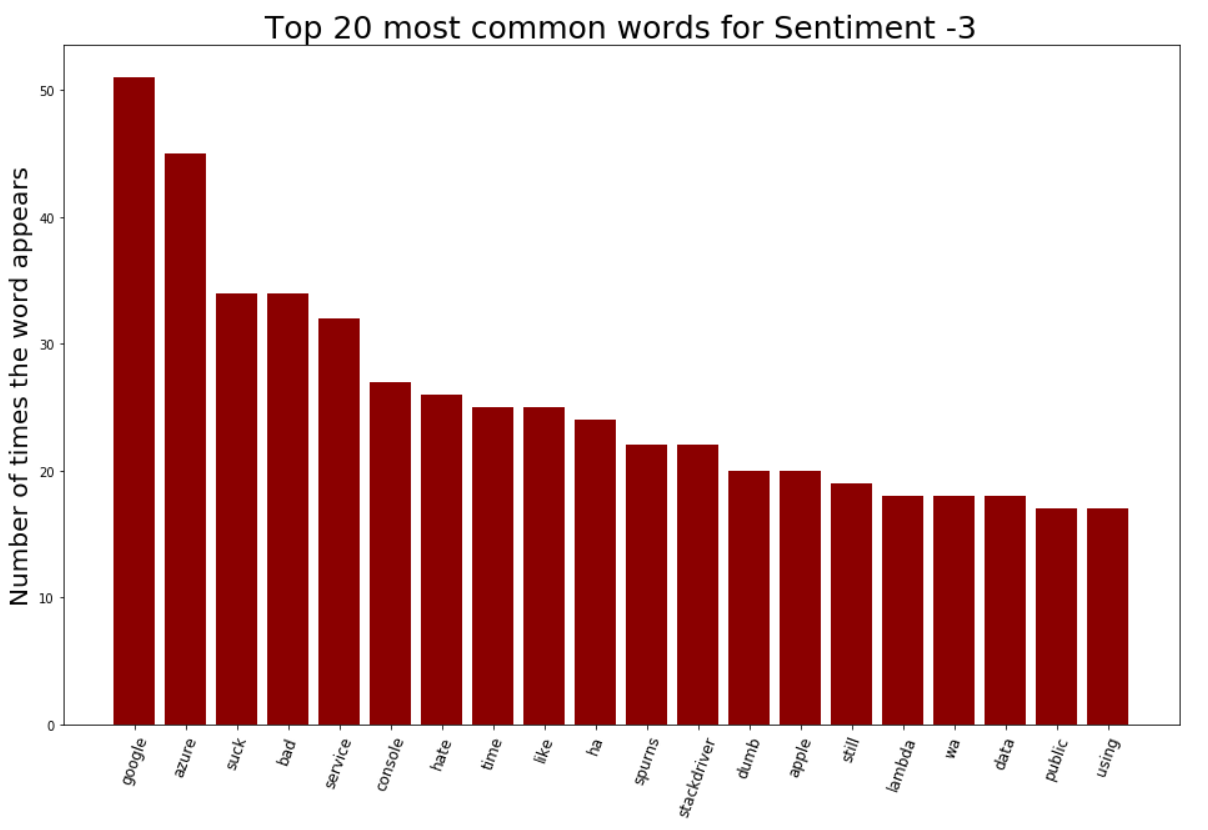 Top 20 most common words for Sentiment -3
Number of times the word appears
50
40
30
20
10
0
google
azure
suck
bad
service
console
hate
time
like
ha
spurns
stackdriver
dumb
apple
still
lambda
wa
data
public
using